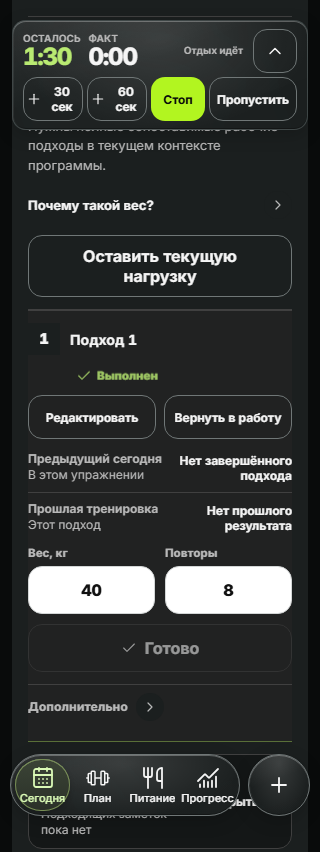 ОСТАЛОСЬ ФАКТ
1:30 0:00
Отдых идёт
+ 30 сек
+ 60 сек
Стоп
Пропустить
подходы в текущем контексте
программы.
Почему такой вес?
Оставить текущую
нагрузку
1 Подход 1
Выполнен
Редактировать Вернуть в работу
Предыдущий сегодня Нет завершённого
В этом упражнении подхода
Прошлая тренировка Нет прошлого
Этот подход результата
Вес, кг Повторы
40 8
Готово
Дополнительно
Сегодня План Питание Прогресс
+
пока нет